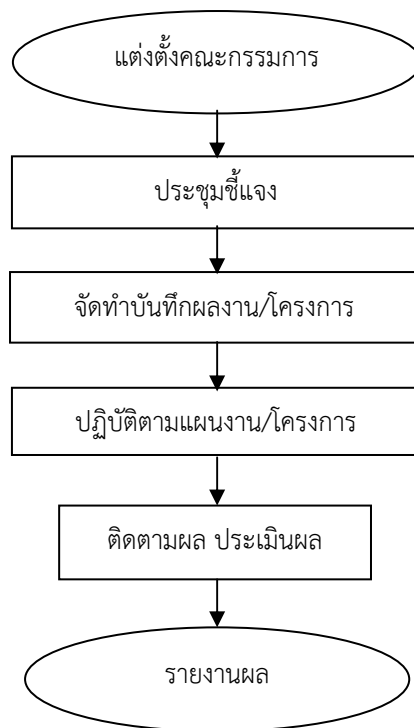 แต่งตั้งคณะกรรมการ
ประชุมชี้แจง
จัดทำบันทึกผลงาน/โครงการ
ปฏิบัติตามแผนงาน/โครงการ
ติดตามผล ประเมินผล
รายงานผล